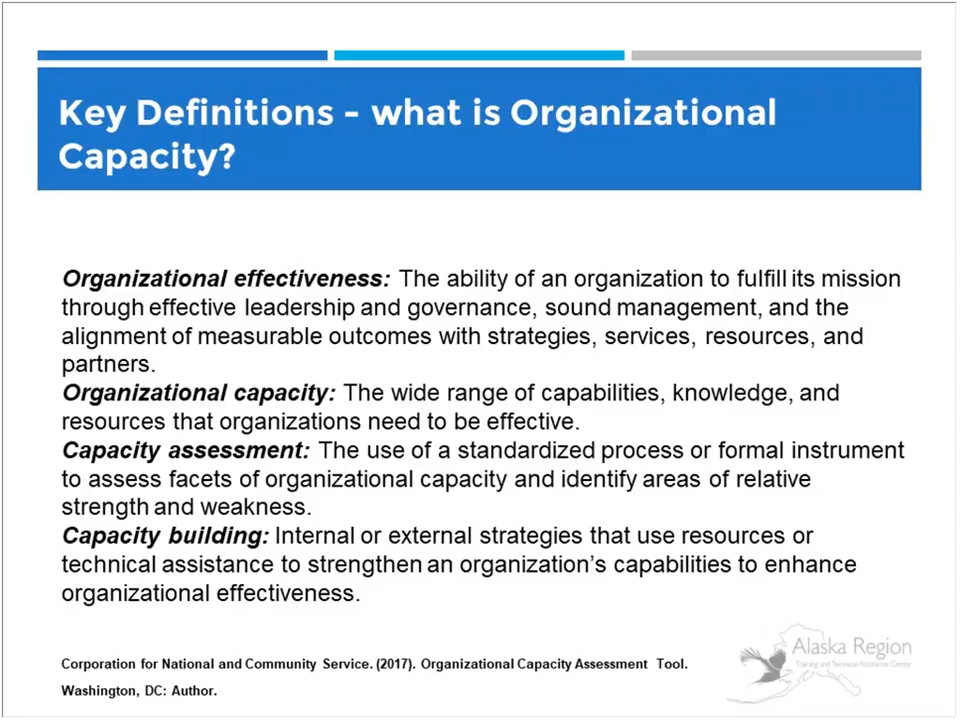 Key Definitions - what is Organizational
Capacity?
Organizational effectiveness: The ability of an organization to fulfill its mission
through effective leadership and governance, sound management, and the
alignment of measurable outcomes with strategies, services, resources, and
partners.
Organizational capacity: The wide range of capabilities, knowledge, and
resources that organizations need to be effective.
Capacity assessment: The use of a standardized process or formal instrument
to assess facets of organizational capacity and identify areas of relative
strength and weakness.
Capacity building: Internal or external strategies that use resources or
technical assistance to strengthen an organization’s capabilities to enhance
organizational effectiveness.
Corporation for National and Community Service. (2017). Organizational Capacity Assessment Tool.
Washington, DC: Author.
Alaska Region
Training and Technical Assistance Center